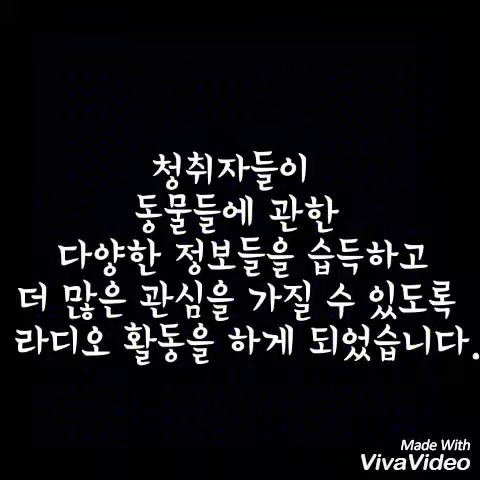 청취자들이
동물들에 관한
다양한 정보들을 습득하고
더 많은 관심을 가질 수 있도록
라디오 활동을 하게 되었습니다.
Made With
VivaVideo